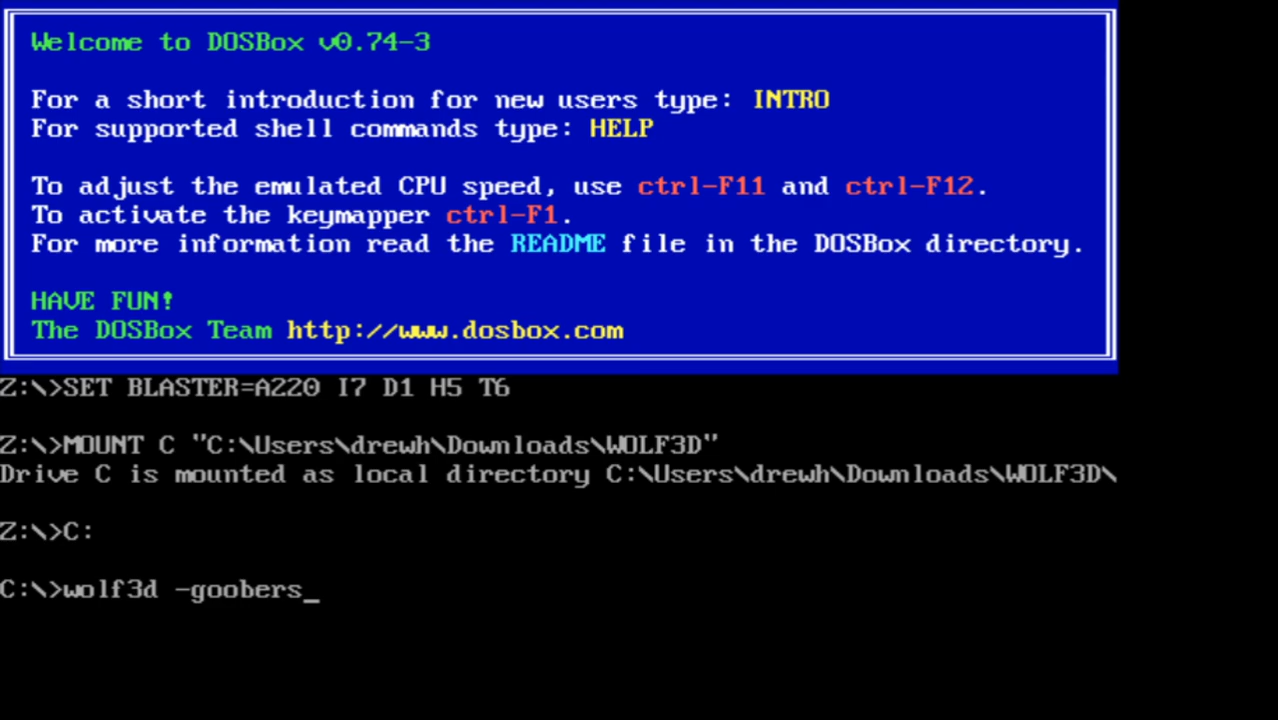 Welcome to DOSBox v0.74-3
For a short introduction for new users type: INTRO
For supported shell commands type: HELP
To adjust the emulated CPU speed, use ctrl-F11 and ctrl-F12.
To activate the keymapper ctrl-F1.
For more information read the README file in the DOSBox directory.
HAVE FUN!
The DOSBox Team http://www.dosbox.com
Z:\>SET BLASTER=A220 I7 D1 H5 T6
Z:\>MOUNT C "C:\Users\drewh\Downloads\WOLF3D"
Drive C is mounted as local directory C:\Users\drewh\Downloads\WOLF3D\
Z:\>C:
C:\>wolf3d -goobers_